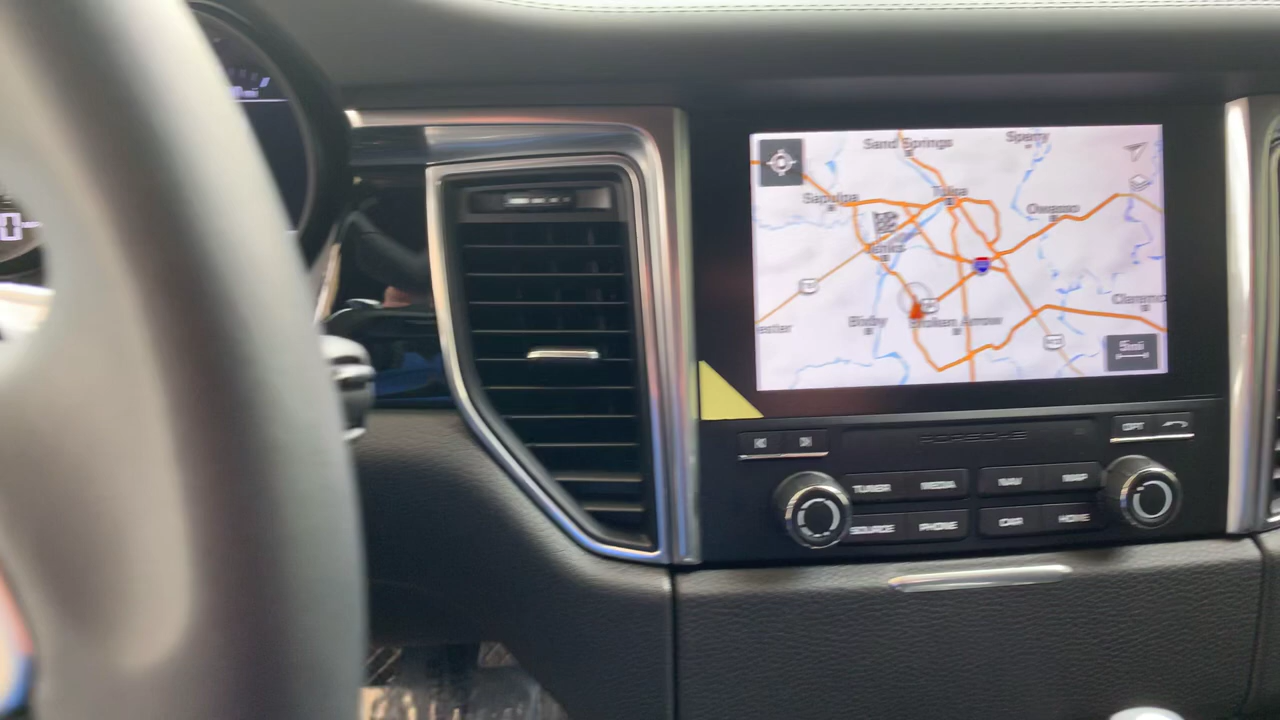 Sand Springs
Sperry
Sapulpa
Tulsa
Owasso
Jenks
Bixby
Broken Arrow
5mi
PORSCHE
OPT
TUNER
MEDIA
NAV
MAP
SOURCE
PHONE
CAR
HOME